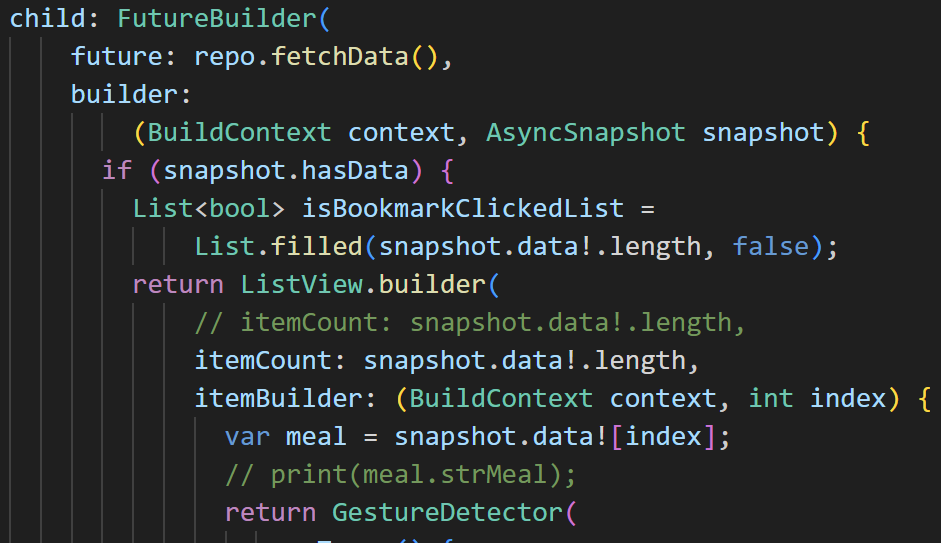 child: FutureBuilder(
future: repo.fetchData(),
builder:
(BuildContext context, AsyncSnapshot snapshot) {
if (snapshot.hasData) {
List<bool> isBookmarkClickedList =
List.filled(snapshot.data!.length, false);
return ListView.builder(
// itemCount: snapshot.data!.length,
itemCount: snapshot.data!.length,
itemBuilder: (BuildContext context, int index) {
var meal = snapshot.data![index];
// print(meal.strMeal);
return GestureDetector(